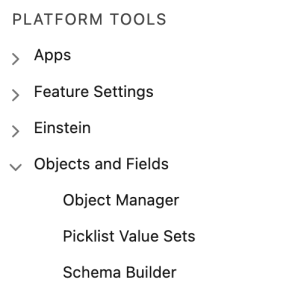 PLATFORM TOOLS
Apps
Feature Settings
Einstein
Objects and Fields
Object Manager
Picklist Value Sets
Schema Builder